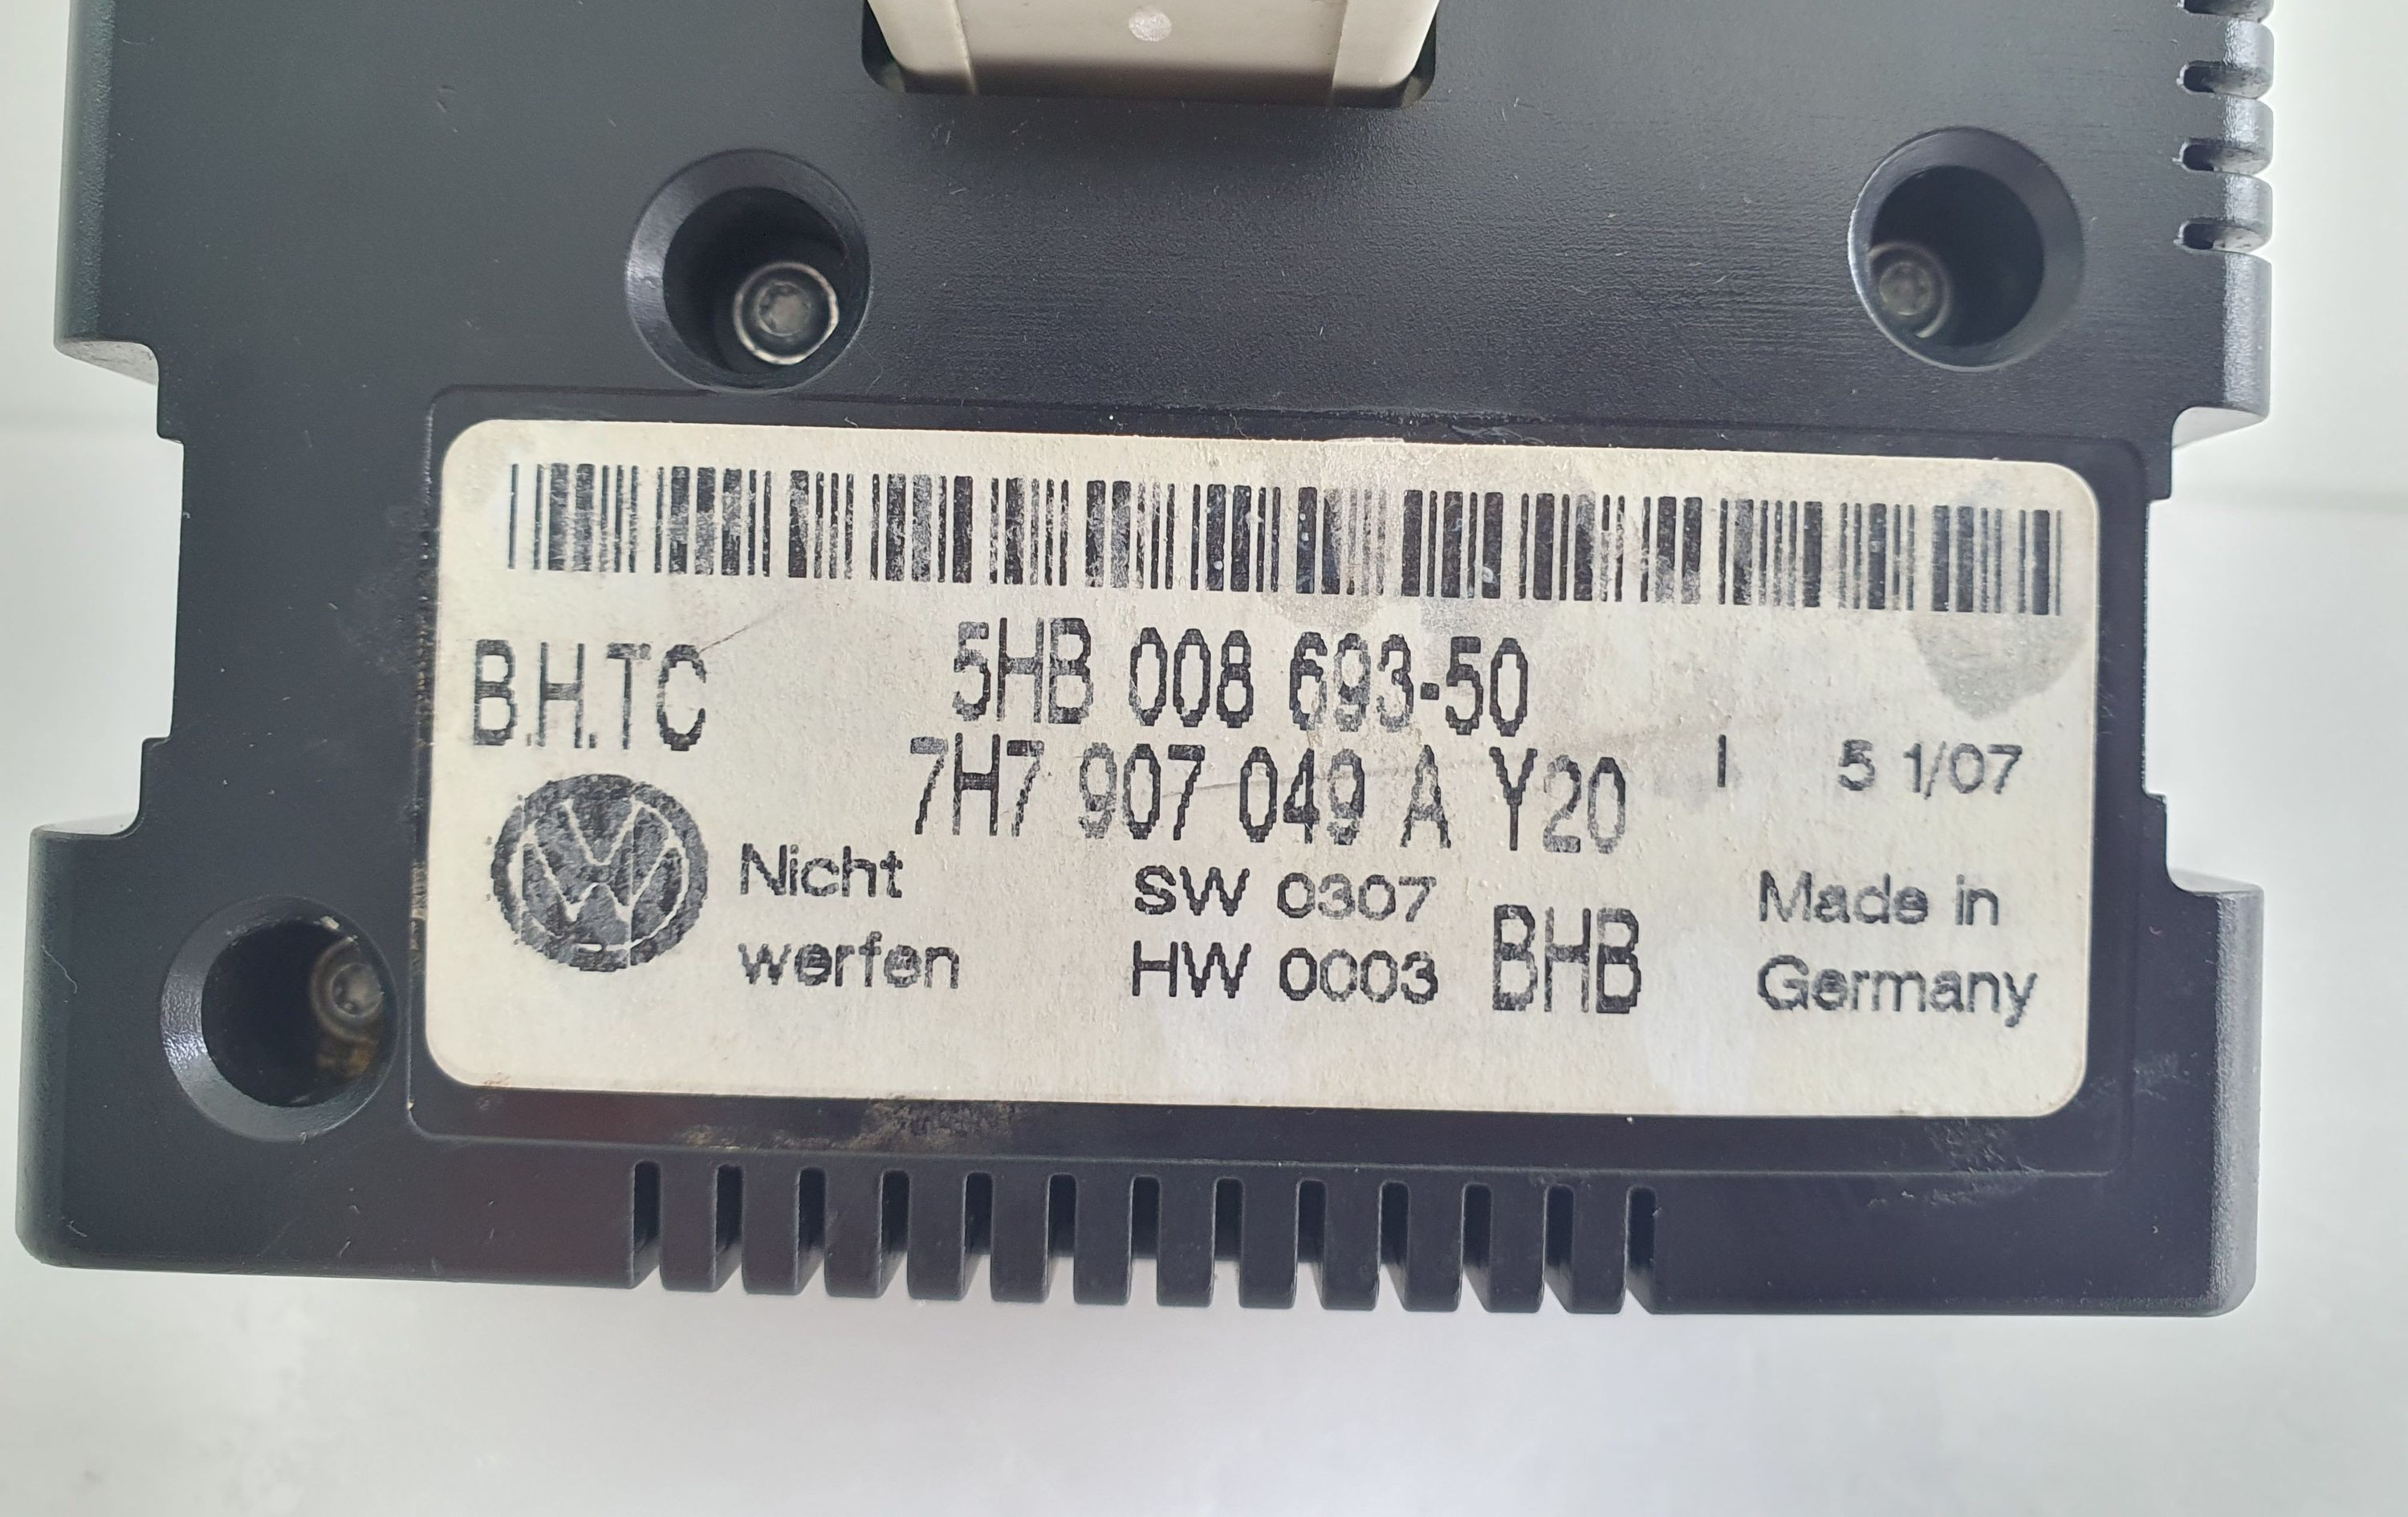 B.H.TC 5HB 008 693-50
7H7 907 049 A Y20 I 5 1/07
Nicht SW 0307 Made in
werfen HW 0003 BHB Germany